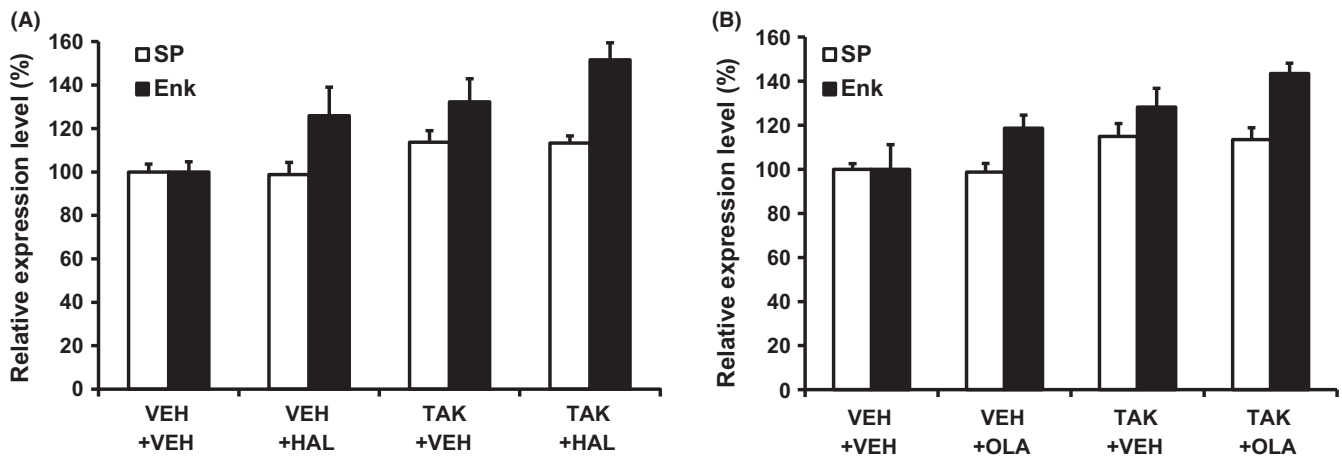 (A)
Relative expression level (%)
160
140
120
100
80
60
40
20
0
SP
Enk
VEH +VEH
VEH +HAL
TAK +VEH
TAK +HAL
(B)
Relative expression level (%)
160
140
120
100
80
60
40
20
0
SP
Enk
VEH +VEH
VEH +OLA
TAK +VEH
TAK +OLA